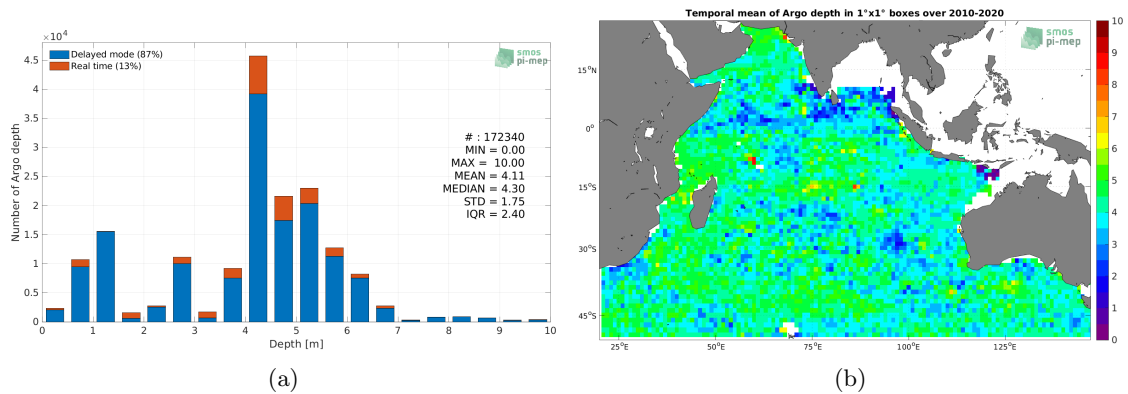 ×10⁴
Delayed mode (87%)
Real time (13%)
smos
pi-mep
4.5
4
3.5
3
2.5
2
1.5
1
0.5
0
Number of Argo depth
# : 172340
MIN = 0.00
MAX = 10.00
MEAN = 4.11
MEDIAN = 4.30
STD = 1.75
IQR = 2.40
0 1 2 3 4 5 6 7 8 9 10
Depth [m]
(a)
Temporal mean of Argo depth in 1°x1° boxes over 2010-2020
smos
pi-mep
15°N
0°
15°S
30°S
45°S
25°E 50°E 75°E 100°E 125°E
10
9
8
7
6
5
4
3
2
1
0
(b)